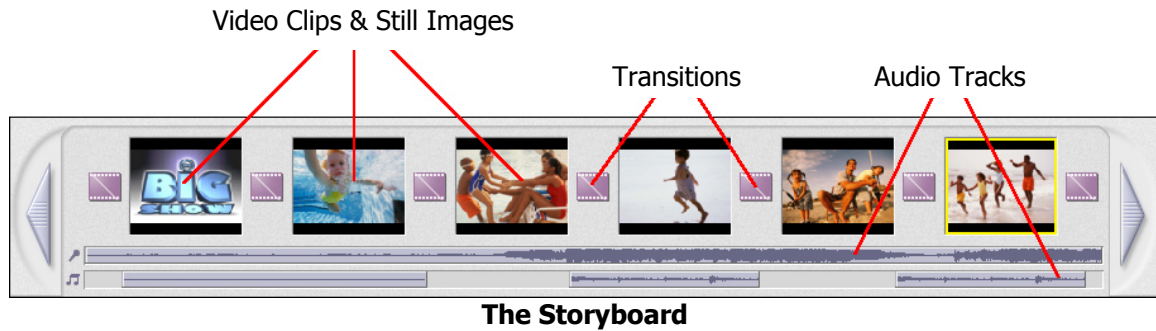 Video Clips & Still Images
Transitions
Audio Tracks
BIG
SHOW
The Storyboard